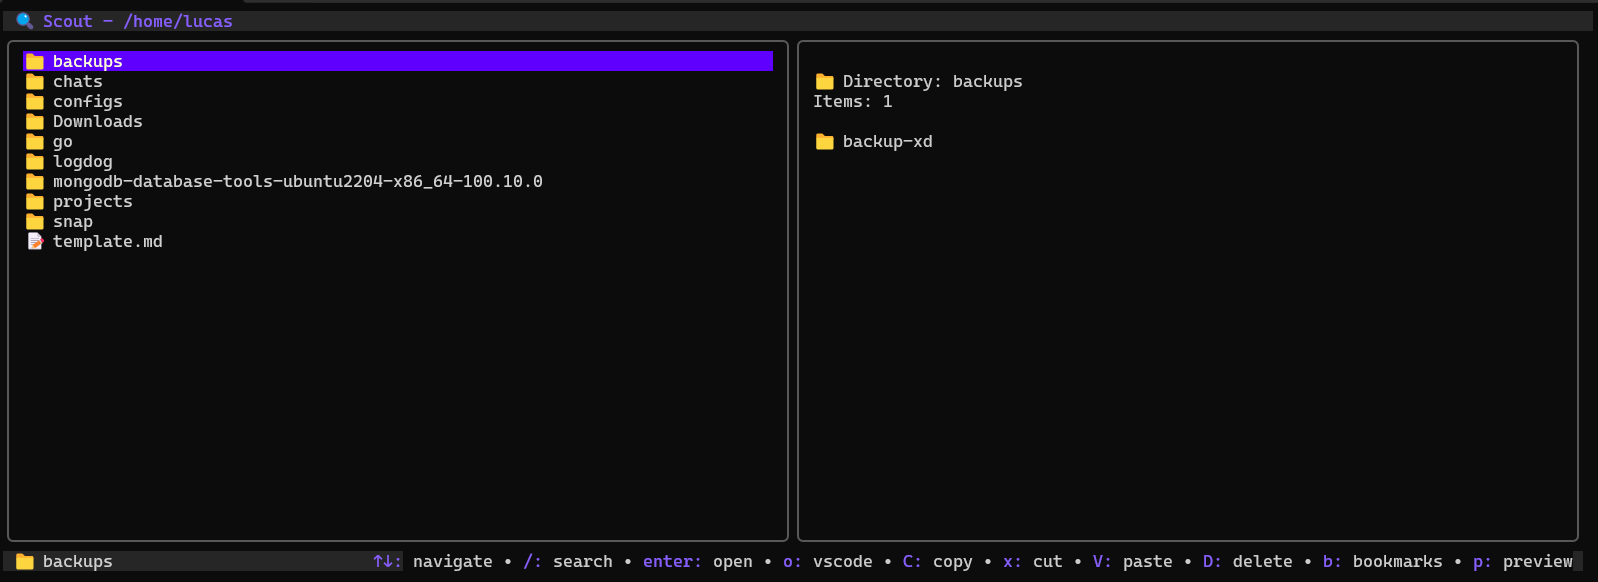 Scout - /home/lucas
backups
chats
configs
Downloads
go
logdog
mongodb-database-tools-ubuntu2204-x86_64-100.10.0
projects
snap
template.md
Directory: backups
Items: 1
backup-xd
backups ↑↓: navigate • /: search • enter: open • o: vscode • C: copy • x: cut • V: paste • D: delete • b: bookmarks • p: preview